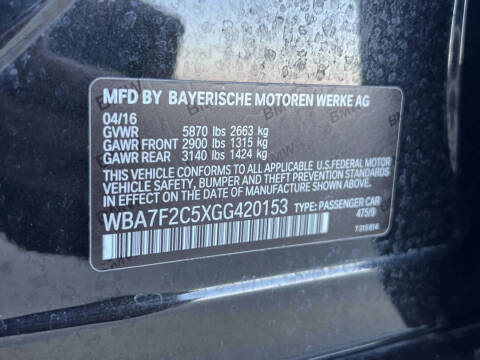 MFD BY BAYERISCHE MOTOREN WERKE AG
04/16
GVWR 5870 lbs 2663 kg
GAWR FRONT 2900 lbs 1315 kg
GAWR REAR 3140 lbs 1424 kg
THIS VEHICLE CONFORMS TO ALL APPLICABLE U.S.FEDERAL MOTOR
VEHICLE SAFETY, BUMPER AND THEFT PREVENTION STANDARDS IN
EFFECT ON THE DATE OF MANUFACTURE SHOWN ABOVE.
WBA7F2C5XGG420153 TYPE: PASSENGER CAR
475/9